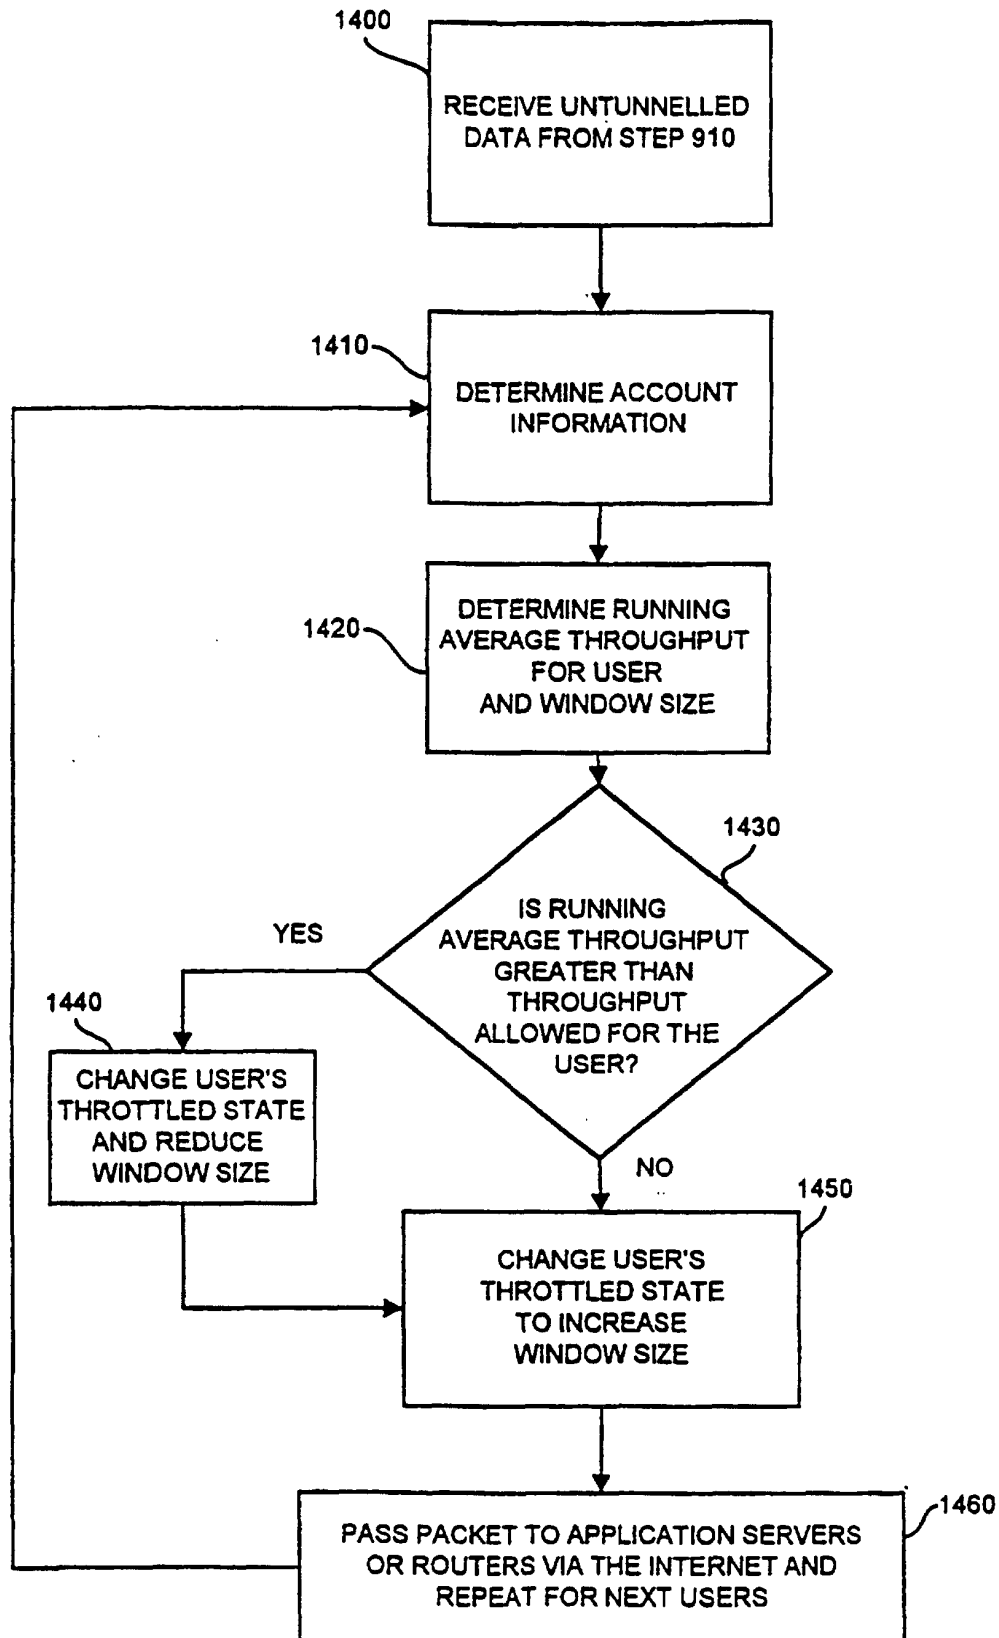 1400
RECEIVE UNTUNNELLED
DATA FROM STEP 910
1410
DETERMINE ACCOUNT
INFORMATION
1420
DETERMINE RUNNING
AVERAGE THROUGHPUT
FOR USER
AND WINDOW SIZE
1430
IS RUNNING
AVERAGE THROUGHPUT
GREATER THAN
THROUGHPUT
ALLOWED FOR THE
USER?
YES
1440
CHANGE USER'S
THROTTLED STATE
AND REDUCE
WINDOW SIZE
NO
1450
CHANGE USER'S
THROTTLED STATE
TO INCREASE
WINDOW SIZE
1460
PASS PACKET TO APPLICATION SERVERS
OR ROUTERS VIA THE INTERNET AND
REPEAT FOR NEXT USERS